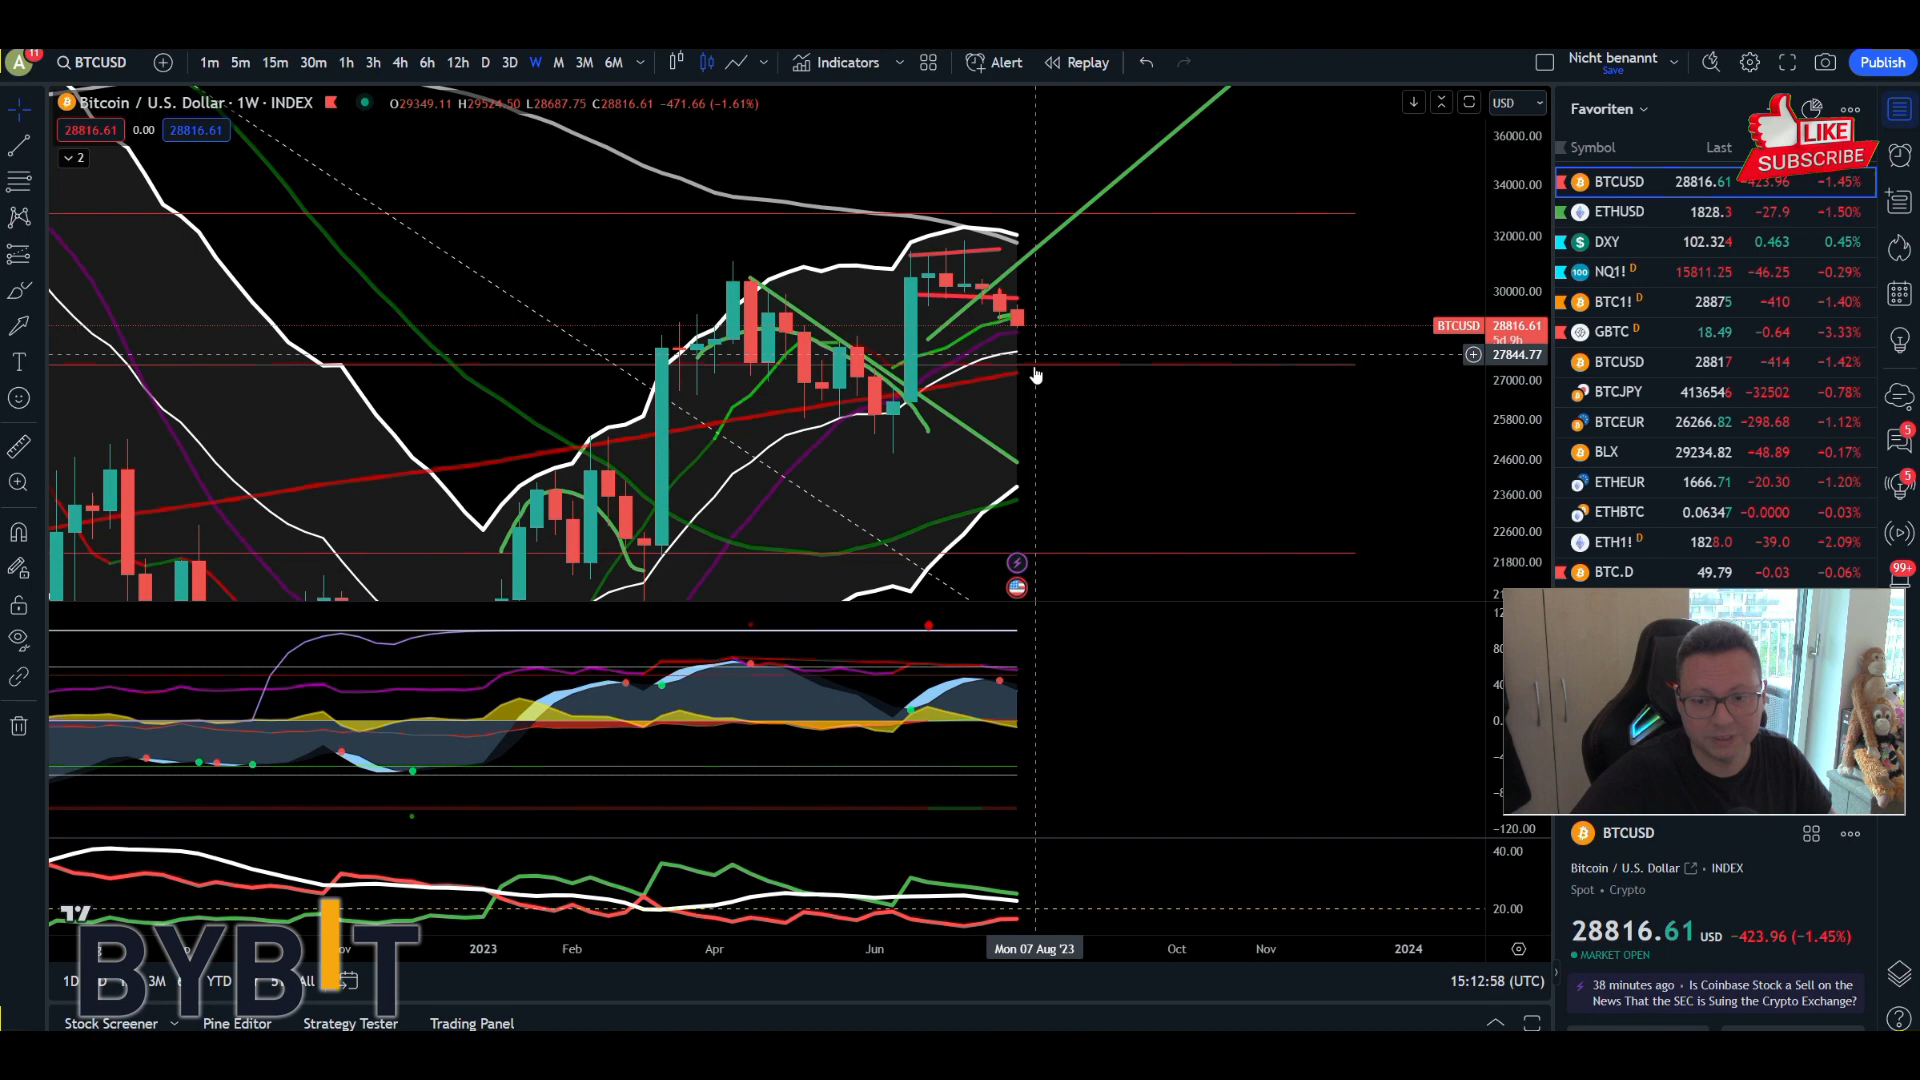 A 11 BTCUSD 1m 5m 15m 30m 1h 3h 4h 6h 12h D 3D W M 3M 6M Indicators Alert Replay Nicht benannt Save Publish
Bitcoin / U.S. Dollar · 1W · INDEX O29349.11 H29524.50 L28687.75 C28816.61 −471.66 (−1.61%)
28816.61 0.00 28816.61
2
USD
36000.00
34000.00
32000.00
30000.00
BTCUSD 28816.61
5d 9h
27844.77
27000.00
25800.00
24600.00
23600.00
22600.00
21800.00
−120.00
40.00
20.00
2023 Feb Apr Jun Mon 07 Aug '23 Oct Nov 2024
1D 3M YTD All 15:12:58 (UTC)
BYBIT
Stock Screener Pine Editor Strategy Tester Trading Panel
Favoriten
LIKE
SUBSCRIBE
Symbol Last
BTCUSD 28816.61 −423.96 −1.45%
ETHUSD 1828.3 −27.9 −1.50%
DXY 102.324 0.463 0.45%
NQ1! D 15811.25 −46.25 −0.29%
BTC1! D 28875 −410 −1.40%
GBTC D 18.49 −0.64 −3.33%
BTCUSD 28817 −414 −1.42%
BTCJPY 4136546 −32502 −0.78%
BTCEUR 26266.82 −298.68 −1.12%
BLX 29234.82 −48.89 −0.17%
ETHEUR 1666.71 −20.30 −1.20%
ETHBTC 0.06347 −0.0000 −0.03%
ETH1! D 1828.0 −39.0 −2.09%
BTC.D 49.79 −0.03 −0.06%
5
5
99+
BTCUSD
Bitcoin / U.S. Dollar · INDEX
Spot · Crypto
28816.61 USD −423.96 (−1.45%)
MARKET OPEN
38 minutes ago · Is Coinbase Stock a Sell on the
News That the SEC is Suing the Crypto Exchange?